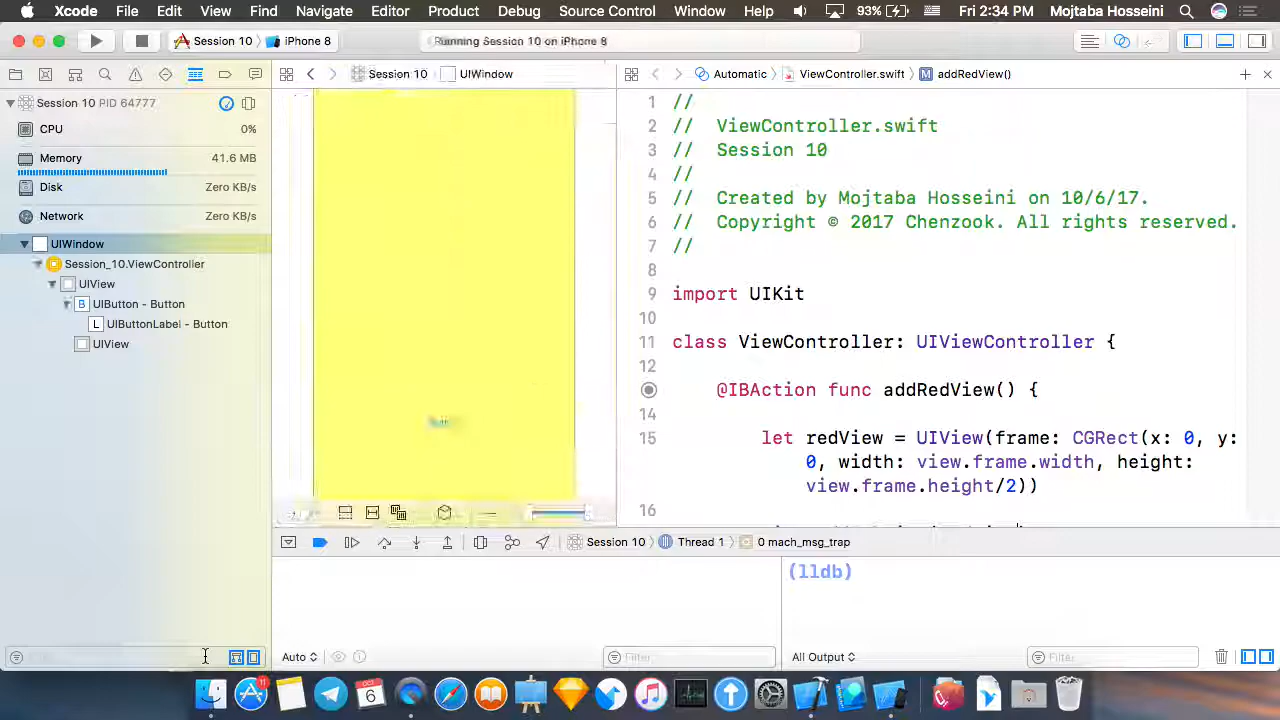 Xcode File Edit View Find Navigate Editor Product Debug Source Control Window Help 93% Fri 2:34 PM Mojtaba Hosseini
Session 10 iPhone 8 Running Session 10 on iPhone 8
Session 10 UIWindow Automatic ViewController.swift addRedView()
Session 10 PID 64777
CPU 0%
Memory 41.6 MB
Disk Zero KB/s
Network Zero KB/s
UIWindow
Session_10.ViewController
UIView
B UIButton - Button
L UIButtonLabel - Button
UIView
1 //
2 // ViewController.swift
3 // Session 10
4 //
5 // Created by Mojtaba Hosseini on 10/6/17.
6 // Copyright © 2017 Chenzook. All rights reserved.
7 //
8
9 import UIKit
10
11 class ViewController: UIViewController {
12
@IBAction func addRedView() {
14
15 let redView = UIView(frame: CGRect(x: 0, y:
0, width: view.frame.width, height:
view.frame.height/2))
16
Session 10 Thread 1 0 mach_msg_trap
(lldb)
Auto Filter All Output Filter
11
6